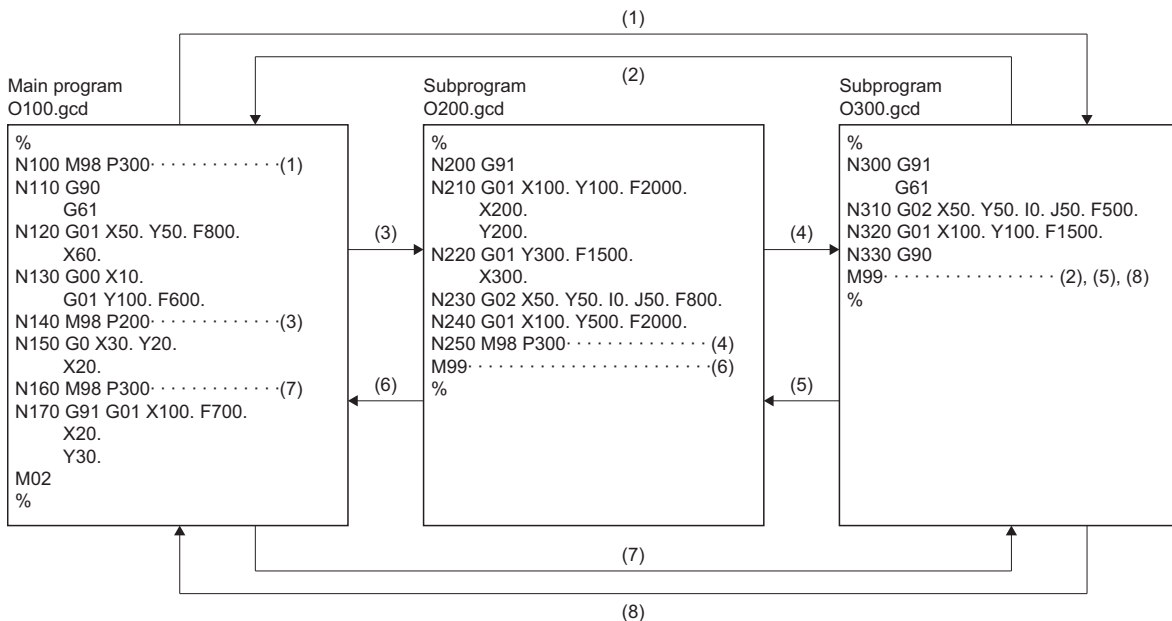 (1)
(2)
Main program
O100.gcd
%
N100 M98 P300·············(1)
N110 G90
G61
N120 G01 X50. Y50. F800.
X60.
N130 G00 X10.
G01 Y100. F600.
N140 M98 P200·············(3)
N150 G0 X30. Y20.
X20.
N160 M98 P300·············(7)
N170 G91 G01 X100. F700.
X20.
Y30.
M02
%
(3)
(6)
Subprogram
O200.gcd
%
N200 G91
N210 G01 X100. Y100. F2000.
X200.
Y200.
N220 G01 Y300. F1500.
X300.
N230 G02 X50. Y50. I0. J50. F800.
N240 G01 X100. Y500. F2000.
N250 M98 P300··············(4)
M99························(6)
%
(4)
(5)
Subprogram
O300.gcd
%
N300 G91
G61
N310 G02 X50. Y50. I0. J50. F500.
N320 G01 X100. Y100. F1500.
N330 G90
M99·················(2), (5), (8)
%
(7)
(8)